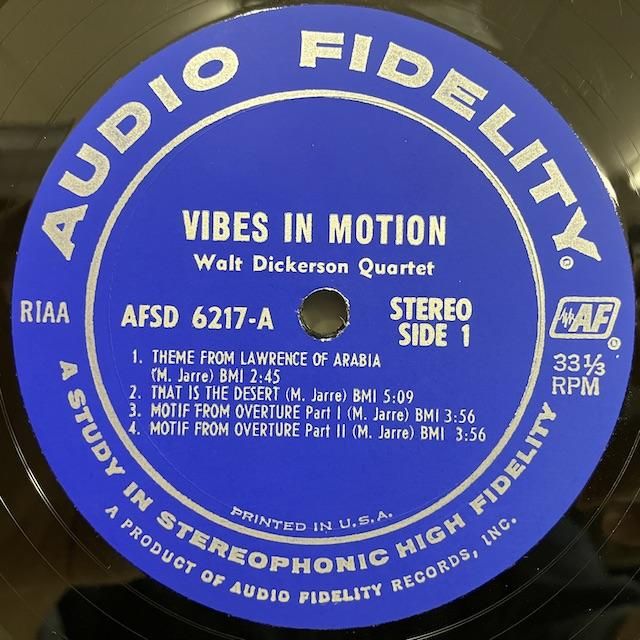 AUDIO FIDELITY®
VIBES IN MOTION
Walt Dickerson Quartet
RIAA
AFSD 6217-A
STEREO
SIDE 1
AF®
33 1/3
RPM
1. THEME FROM LAWRENCE OF ARABIA
(M. Jarre) BMI 2:45
2. THAT IS THE DESERT (M. Jarre) BMI 5:09
3. MOTIF FROM OVERTURE Part I (M. Jarre) BMI 3:56
4. MOTIF FROM OVERTURE Part II (M. Jarre) BMI 3:56
PRINTED IN U.S.A.
A STUDY IN STEREOPHONIC HIGH FIDELITY
A PRODUCT OF AUDIO FIDELITY RECORDS, INC.